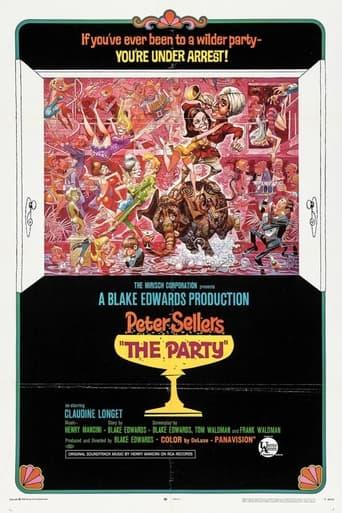 If you've ever been to a wilder party-
YOU'RE UNDER ARREST!
THE MIRISCH CORPORATION presents
A BLAKE EDWARDS PRODUCTION
Peter Sellers
"THE PARTY"
co-starring
CLAUDINE LONGET
Music- HENRY MANCINI
Story by BLAKE EDWARDS-
Screenplay by BLAKE EDWARDS, TOM WALDMAN and FRANK WALDMAN
Produced and Directed by BLAKE EDWARDS - COLOR by DeLuxe - PANAVISION®
ORIGINAL SOUNDTRACK MUSIC BY HENRY MANCINI ON RCA RECORDS
United Artists